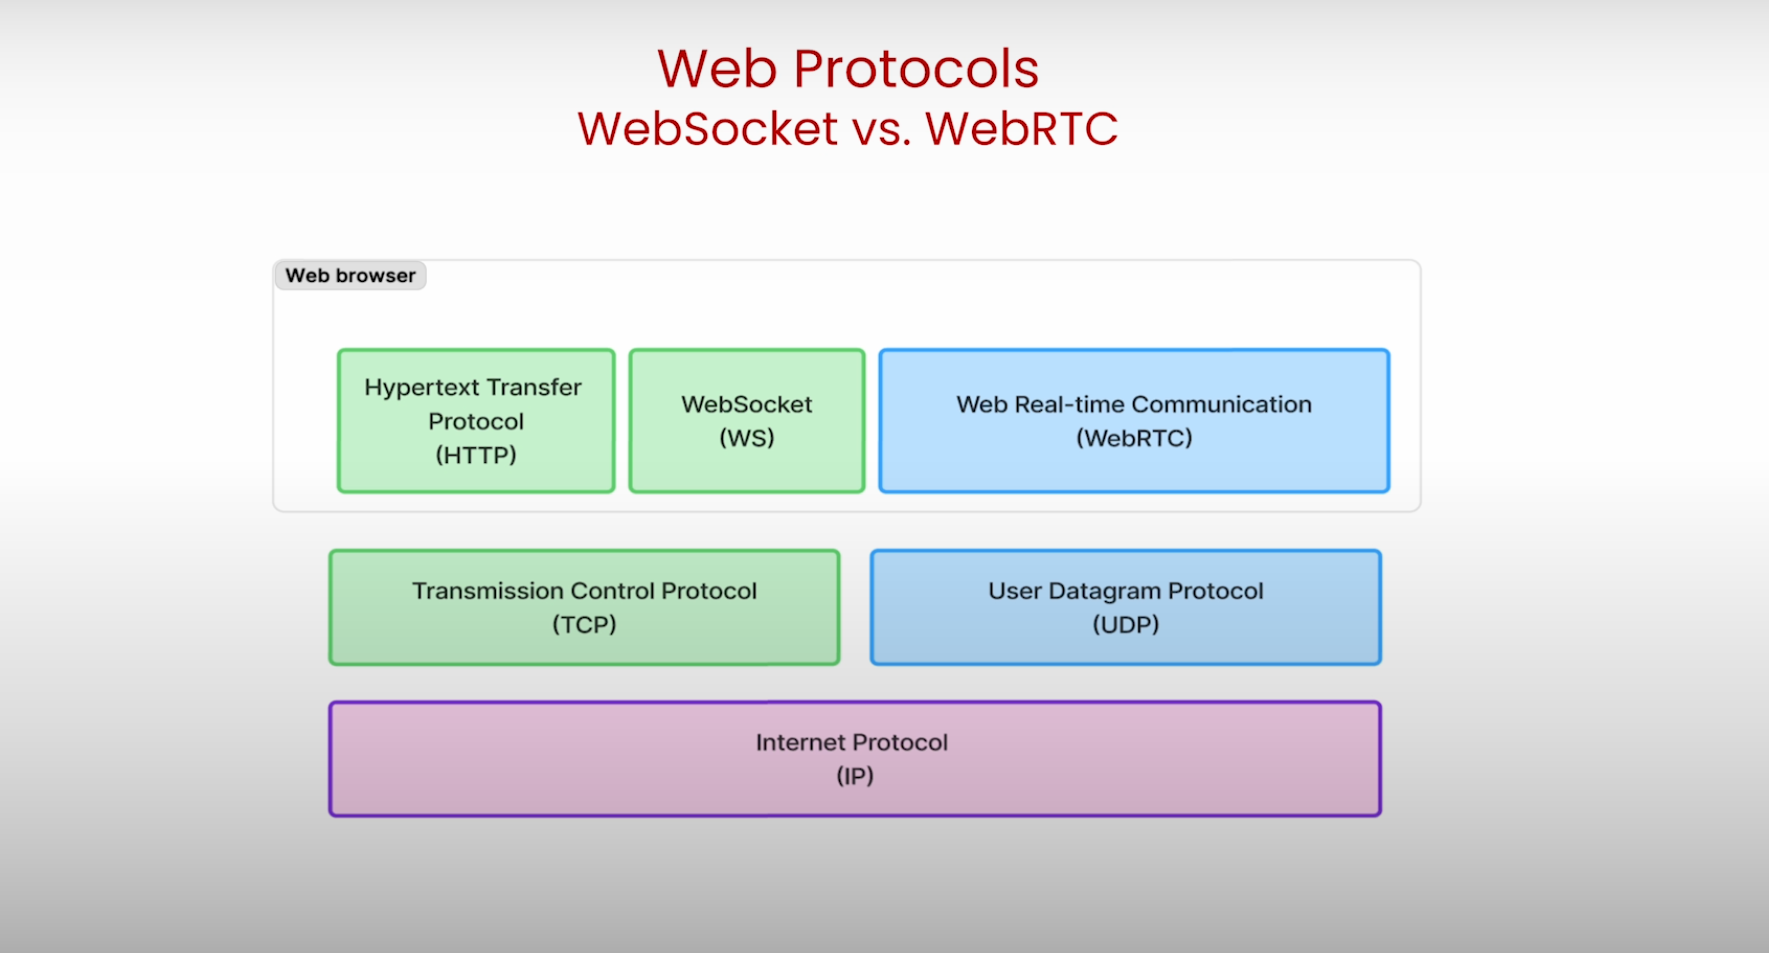 Web Protocols
WebSocket vs. WebRTC
Web browser
Hypertext Transfer
Protocol
(HTTP)
WebSocket
(WS)
Web Real-time Communication
(WebRTC)
Transmission Control Protocol
(TCP)
User Datagram Protocol
(UDP)
Internet Protocol
(IP)